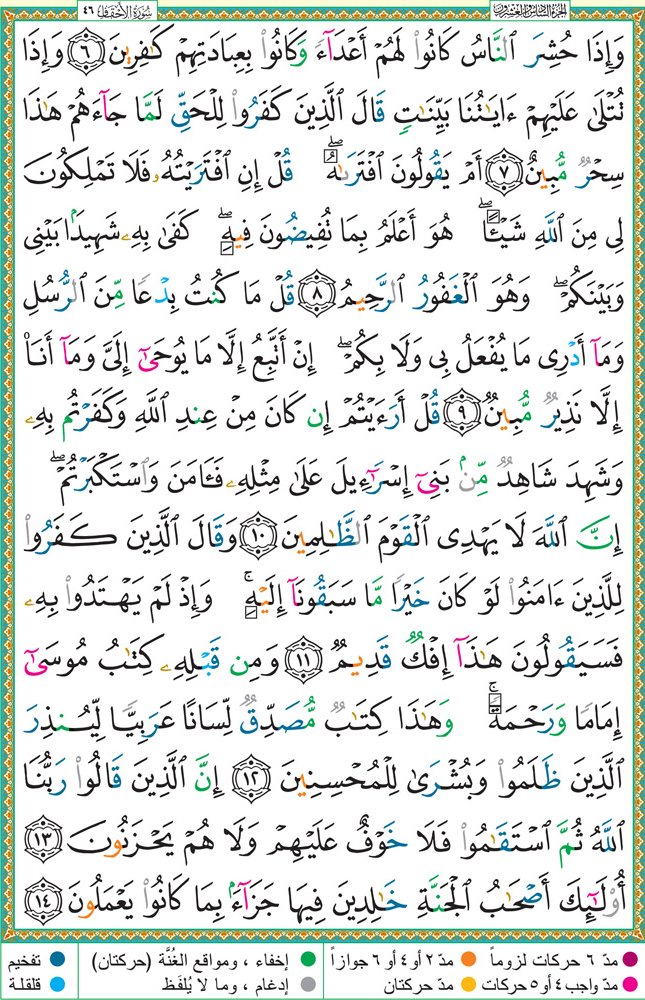 الجزء السادس والعشرون
سورة الأحقاف ٤٦
وَإِذَا حُشِرَ ٱلنَّاسُ كَانُوا۟ لَهُمۡ أَعۡدَآءً وَكَانُوا۟ بِعِبَادَتِهِمۡ كَٰفِرِينَ ٦ وَإِذَا
تُتۡلَىٰ عَلَيۡهِمۡ ءَايَٰتُنَا بَيِّنَٰتٍ قَالَ ٱلَّذِينَ كَفَرُوا۟ لِلۡحَقِّ لَمَّا جَآءَهُمۡ هَٰذَا
سِحۡرٌ مُّبِينٌ ٧ أَمۡ يَقُولُونَ ٱفۡتَرَىٰهُۖ قُلۡ إِنِ ٱفۡتَرَيۡتُهُۥ فَلَا تَمۡلِكُونَ
لِى مِنَ ٱللَّهِ شَيۡـًٔاۖ هُوَ أَعۡلَمُ بِمَا تُفِيضُونَ فِيهِۖ كَفَىٰ بِهِۦ شَهِيدًۢا بَيۡنِى
وَبَيۡنَكُمۡۖ وَهُوَ ٱلۡغَفُورُ ٱلرَّحِيمُ ٨ قُلۡ مَا كُنتُ بِدۡعًا مِّنَ ٱلرُّسُلِ
وَمَآ أَدۡرِى مَا يُفۡعَلُ بِى وَلَا بِكُمۡۖ إِنۡ أَتَّبِعُ إِلَّا مَا يُوحَىٰٓ إِلَىَّ وَمَآ أَنَا۠
إِلَّا نَذِيرٌ مُّبِينٌ ٩ قُلۡ أَرَءَيۡتُمۡ إِن كَانَ مِنۡ عِندِ ٱللَّهِ وَكَفَرۡتُم بِهِۦ
وَشَهِدَ شَاهِدٌ مِّنۢ بَنِىٓ إِسۡرَٰٓءِيلَ عَلَىٰ مِثۡلِهِۦ فَـَٔامَنَ وَٱسۡتَكۡبَرۡتُمۡۖ
إِنَّ ٱللَّهَ لَا يَهۡدِى ٱلۡقَوۡمَ ٱلظَّٰلِمِينَ ١٠ وَقَالَ ٱلَّذِينَ كَفَرُوا۟
لِلَّذِينَ ءَامَنُوا۟ لَوۡ كَانَ خَيۡرًا مَّا سَبَقُونَآ إِلَيۡهِۚ وَإِذۡ لَمۡ يَهۡتَدُوا۟ بِهِۦ
فَسَيَقُولُونَ هَٰذَآ إِفۡكٌ قَدِيمٌ ١١ وَمِن قَبۡلِهِۦ كِتَٰبُ مُوسَىٰٓ
إِمَامًا وَرَحۡمَةًۚ وَهَٰذَا كِتَٰبٌ مُّصَدِّقٌ لِّسَانًا عَرَبِيًّا لِّيُنذِرَ
ٱلَّذِينَ ظَلَمُوا۟ وَبُشۡرَىٰ لِلۡمُحۡسِنِينَ ١٢ إِنَّ ٱلَّذِينَ قَالُوا۟ رَبُّنَا
ٱللَّهُ ثُمَّ ٱسۡتَقَٰمُوا۟ فَلَا خَوۡفٌ عَلَيۡهِمۡ وَلَا هُمۡ يَحۡزَنُونَ ١٣
أُو۟لَٰٓئِكَ أَصۡحَٰبُ ٱلۡجَنَّةِ خَٰلِدِينَ فِيهَا جَزَآءًۢ بِمَا كَانُوا۟ يَعۡمَلُونَ ١٤
مدّ ٦ حركات لزوماً مدّ ٢ أو ٤ أو ٦ جوازاً إخفاء ، ومواقع الغُنَّة (حركتان) تفخيم
مدّ واجب ٤ أو ٥ حركات مدّ حركتان إدغام ، وما لا يُلفَظ قلقلة